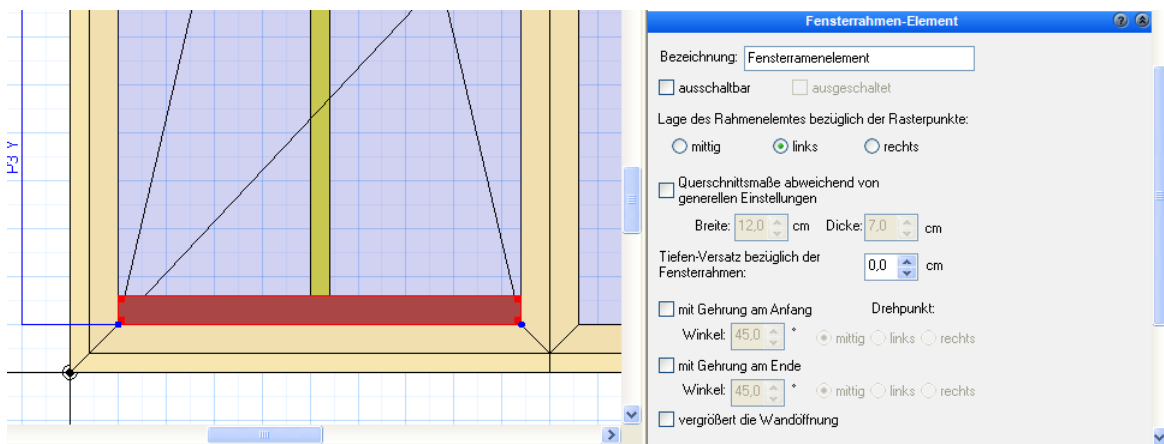 Fensterrahmen-Element
Bezeichnung: Fensterramenelement
ausschaltbar ausgeschaltet
Lage des Rahmenelemtes bezüglich der Rasterpunkte:
mittig links rechts
Querschnittsmaße abweichend von
generellen Einstellungen
Breite: 12,0 cm Dicke: 7,0 cm
Tiefen-Versatz bezüglich der
Fensterrahmen: 0,0 cm
mit Gehrung am Anfang Drehpunkt:
Winkel: 45,0 ° mittig links rechts
mit Gehrung am Ende
Winkel: 45,0 ° mittig links rechts
vergrößert die Wandöffnung
P3 Y